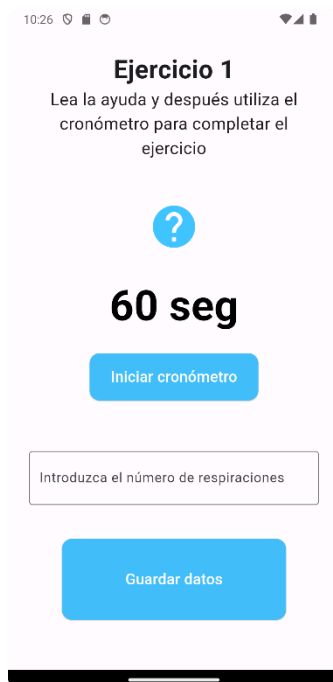 10:26
Ejercicio 1
Lea la ayuda y después utiliza el
cronómetro para completar el
ejercicio
?
60 seg
Iniciar cronómetro
Introduzca el número de respiraciones
Guardar datos